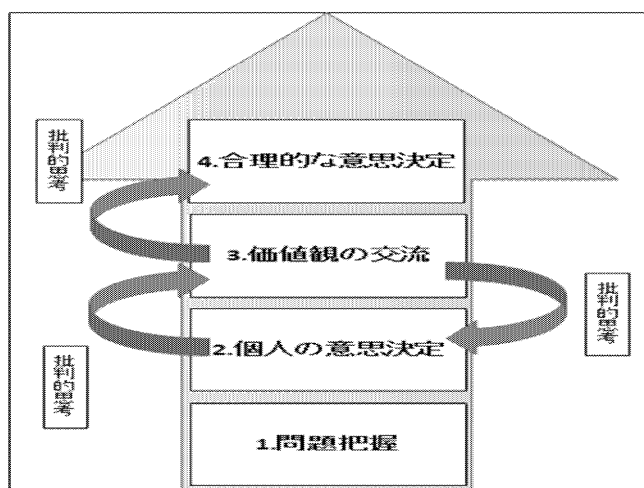 批判的思考
4.合理的な意思決定
3.価値観の交流
批判的思考
2.個人の意思決定
批判的思考
1.問題把握